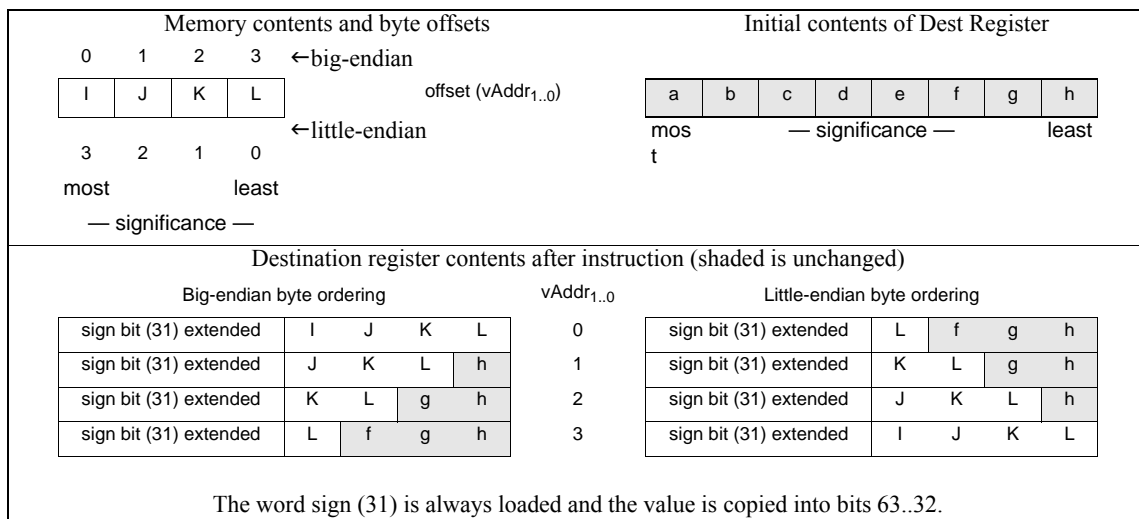 Memory contents and byte offsets
0 1 2 3 ←big-endian
I J K L offset (vAddr1..0)
←little-endian
3 2 1 0
most least
— significance —
Initial contents of Dest Register
a b c d e f g h
mos — significance — least
t
Destination register contents after instruction (shaded is unchanged)
Big-endian byte ordering vAddr1..0 Little-endian byte ordering
sign bit (31) extended I J K L 0 sign bit (31) extended L f g h
sign bit (31) extended J K L h 1 sign bit (31) extended K L g h
sign bit (31) extended K L g h 2 sign bit (31) extended J K L h
sign bit (31) extended L f g h 3 sign bit (31) extended I J K L
The word sign (31) is always loaded and the value is copied into bits 63..32.